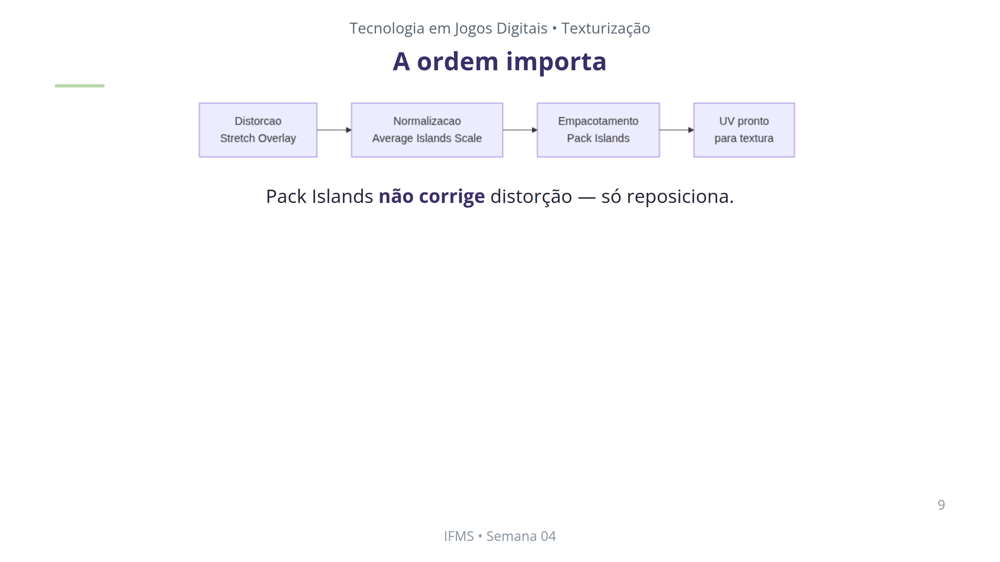 Tecnologia em Jogos Digitais • Texturização
A ordem importa
Distorcao
Stretch Overlay
Normalizacao
Average Islands Scale
Empacotamento
Pack Islands
UV pronto
para textura
Pack Islands não corrige distorção — só reposiciona.
9
IFMS • Semana 04